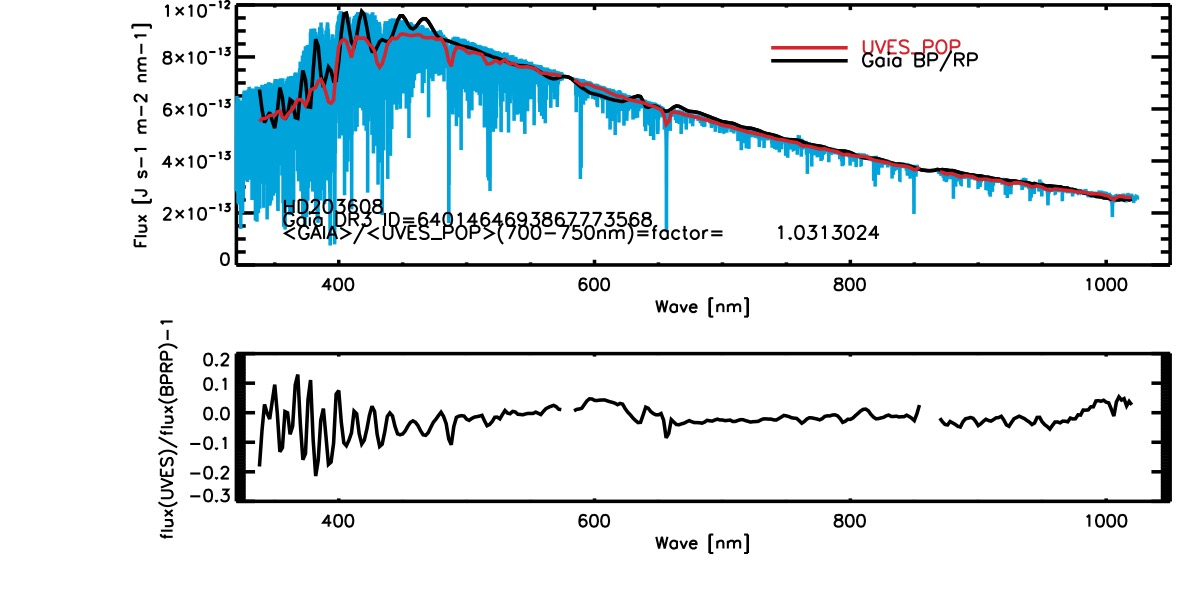 1×10−12
8×10−13
6×10−13
4×10−13
2×10−13
0
Flux [J s−1 m−2 nm−1]
UVES_POP
Gaia BP/RP
HD203608
Gaia DR3 ID=6401464693867773568
<GAIA>/<UVES_POP>(700−750nm)=factor= 1.0313024
400 600 800 1000
Wave [nm]
0.2
0.1
0.0
−0.1
−0.2
−0.3
flux(UVES)/flux(BPRP)−1
400 600 800 1000
Wave [nm]